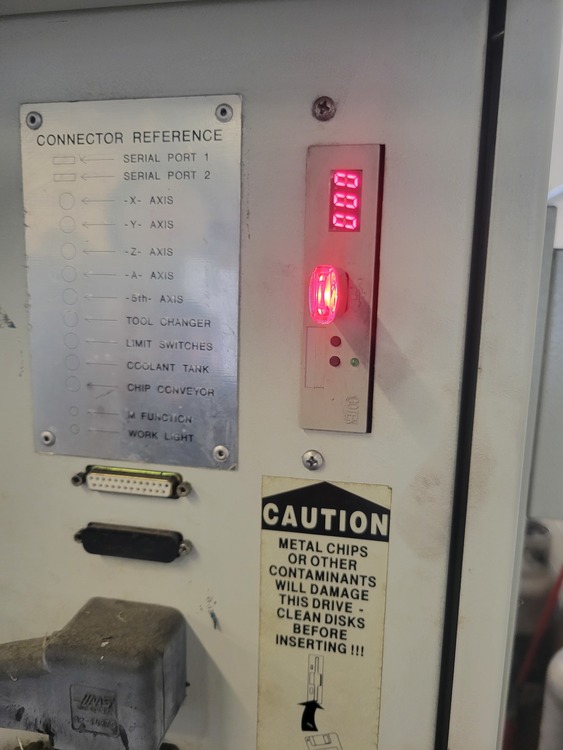 CONNECTOR REFERENCE
SERIAL PORT 1
SERIAL PORT 2
-X- AXIS
-Y- AXIS
-Z- AXIS
-A- AXIS
-5th- AXIS
TOOL CHANGER
LIMIT SWITCHES
COOLANT TANK
CHIP CONVEYOR
M FUNCTION
WORK LIGHT
CAUTION
METAL CHIPS
OR OTHER
CONTAMINANTS
WILL DAMAGE
THIS DRIVE -
CLEAN DISKS
BEFORE
INSERTING !!!